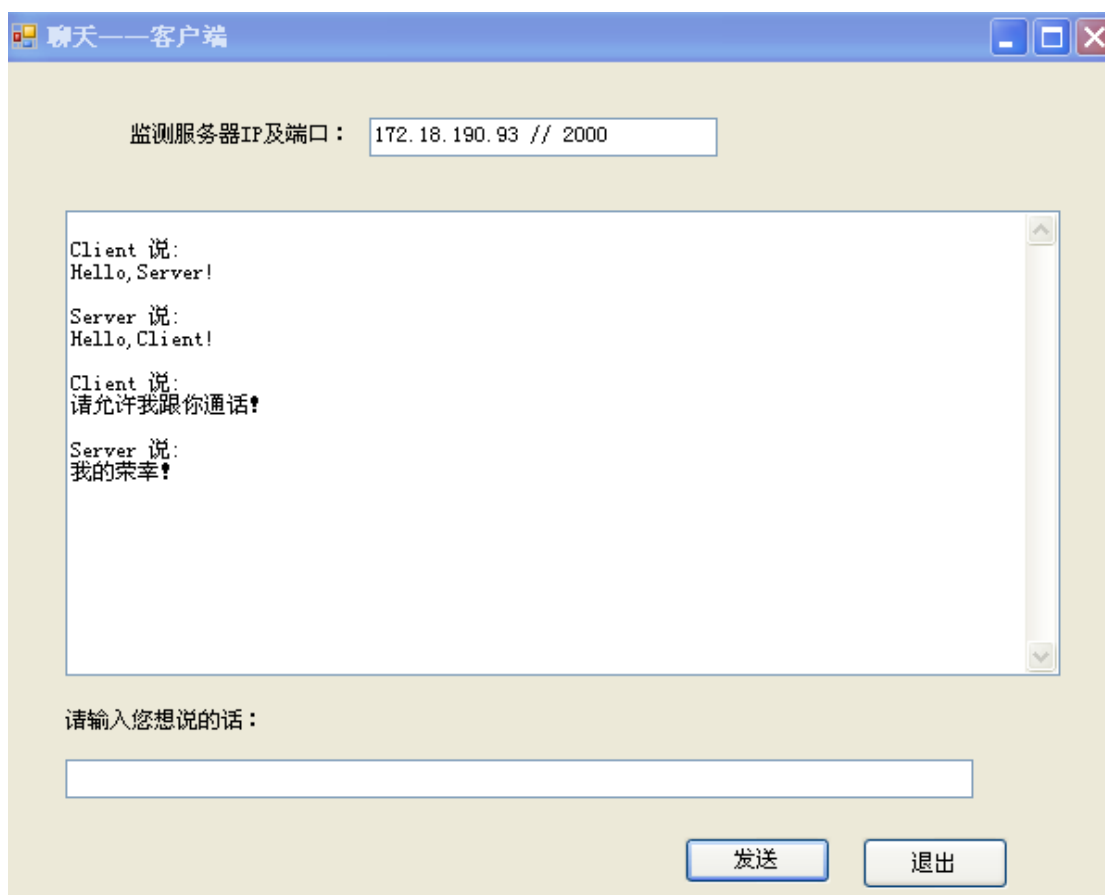 聊天——客户端
监测服务器IP及端口：
172.18.190.93 // 2000
Client 说:
Hello,Server!
Server 说:
Hello,Client!
Client 说:
请允许我跟你通话!
Server 说:
我的荣幸!
请输入您想说的话：
发送
退出